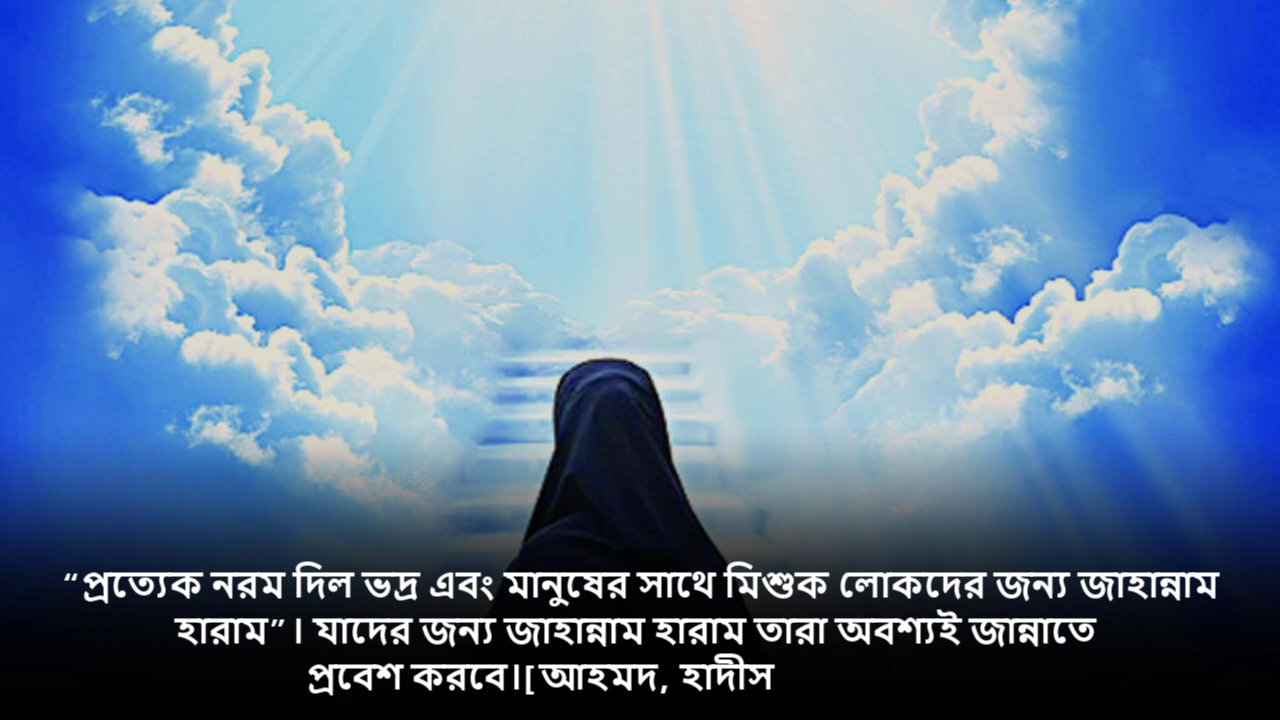 “প্রত্যেক নরম দিল ভদ্র এবং মানুষের সাথে মিশুক লোকদের জন্য জাহান্নাম
হারাম”। যাদের জন্য জাহান্নাম হারাম তারা অবশ্যই জান্নাতে
প্রবেশ করবে।[আহমদ, হাদীস